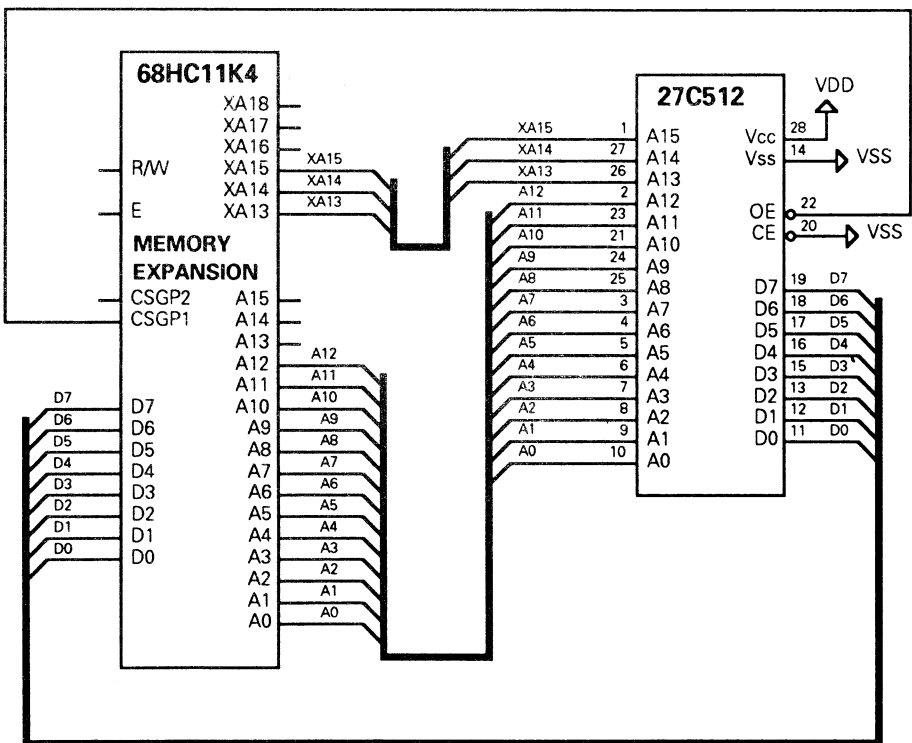 68HC11K4
XA18
XA17
XA16
XA15
XA14
XA13
R/W
E
MEMORY
EXPANSION
CSGP2
CSGP1
A15
A14
A13
A12
A11
A10
A9
A8
A7
A6
A5
A4
A3
A2
A1
A0
D7
D6
D5
D4
D3
D2
D1
D0
D7
D6
D5
D4
D3
D2
D1
D0
XA15
XA14
XA13
A12
A11
A10
A9
A8
A7
A6
A5
A4
A3
A2
A1
A0
27C512
XA15 1 A15
XA14 27 A14
XA13 26 A13
A12 2 A12
A11 23 A11
A10 21 A10
A9 24 A9
A8 25 A8
A7 3 A7
A6 4 A6
A5 5 A5
A4 6 A4
A3 7 A3
A2 8 A2
A1 9 A1
A0 10 A0
VDD
Vcc 28
Vss 14 VSS
OE 22
CE 20 VSS
D7 19 D7
D6 18 D6
D5 17 D5
D4 16 D4
D3 15 D3
D2 13 D2
D1 12 D1
D0 11 D0